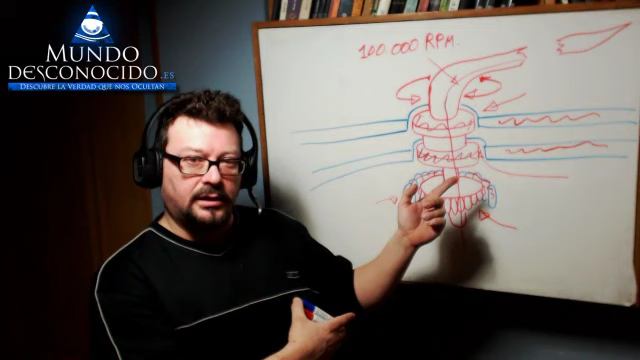 MUNDO
DESCONOCIDO.ES
DESCUBRE LA VERDAD QUE NOS OCULTAN
100.000 RPM.